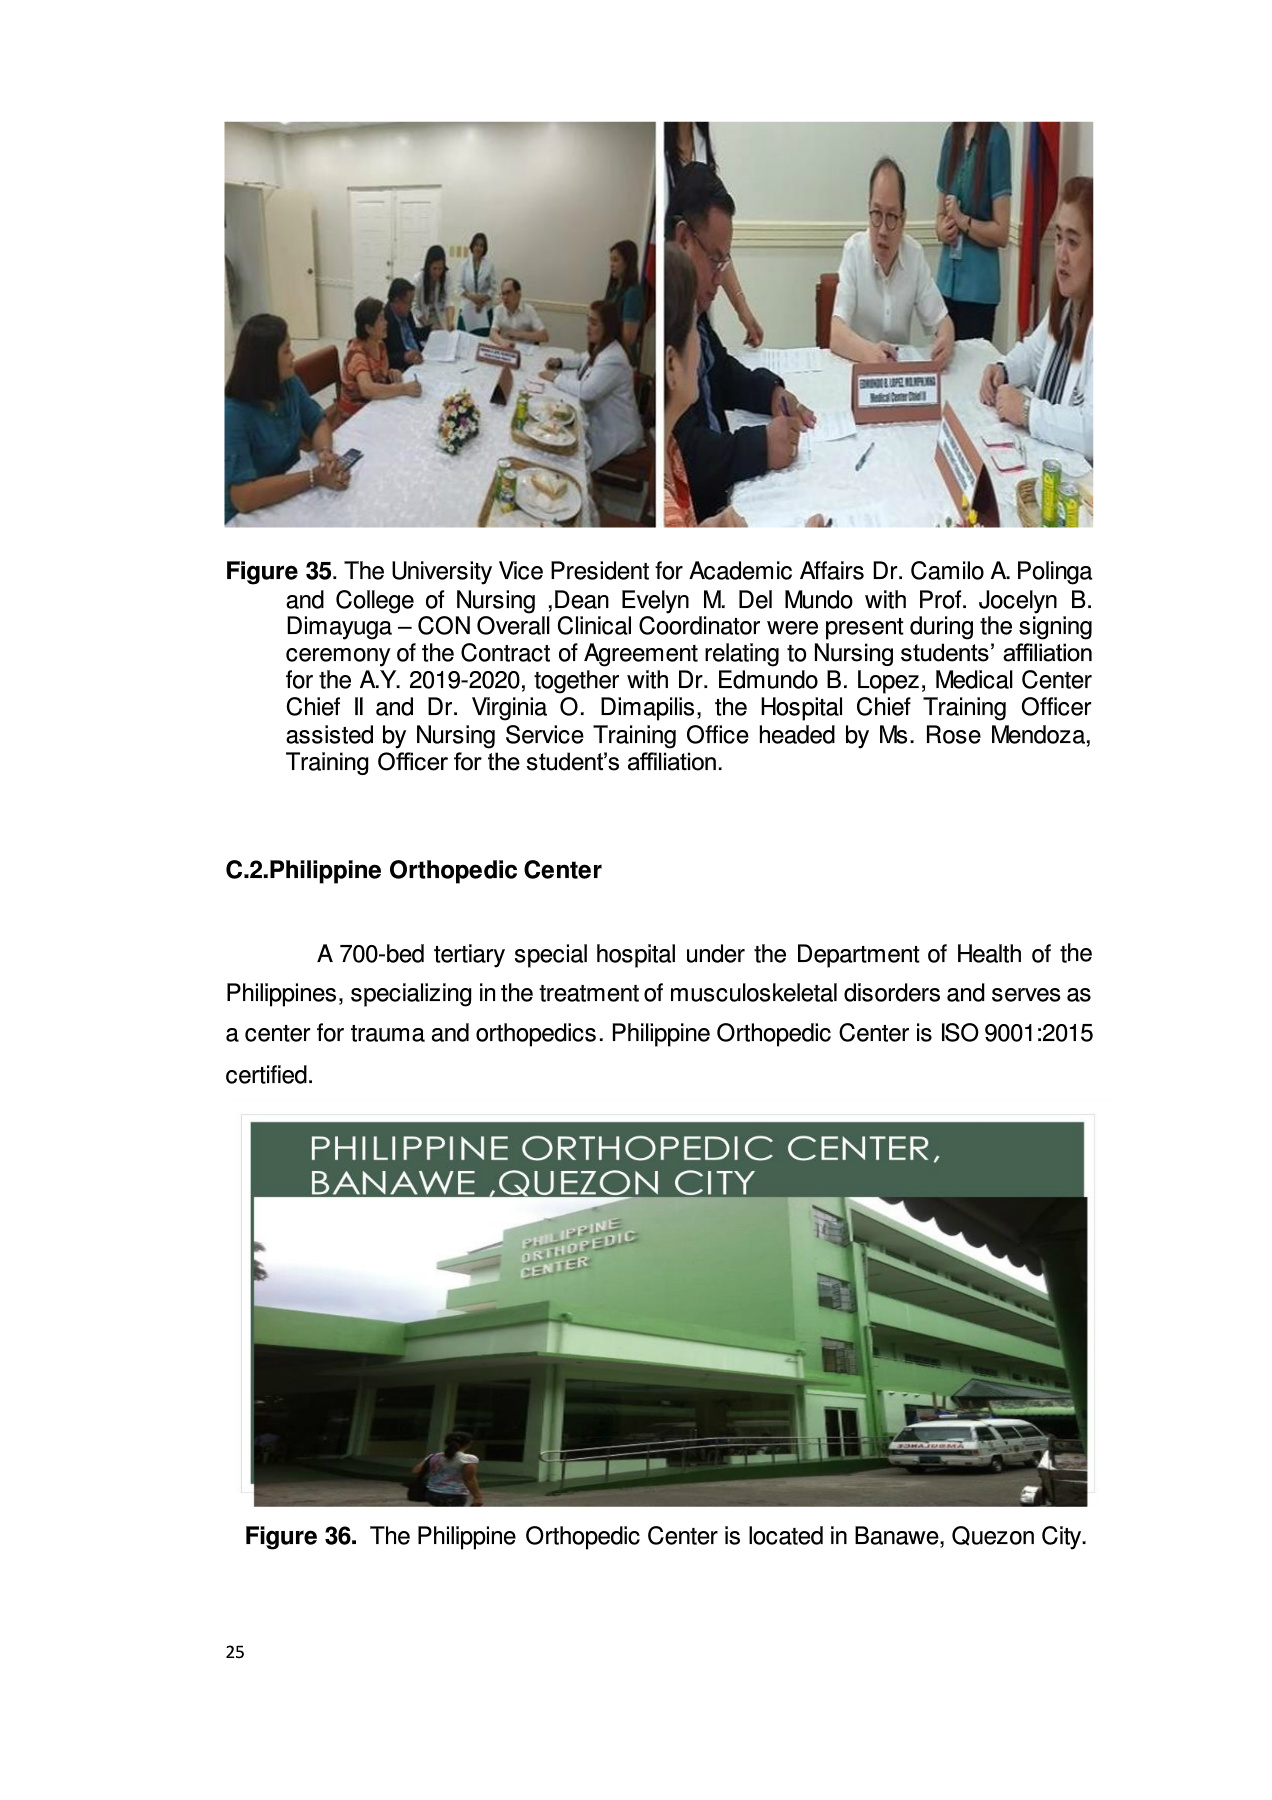 EDMUNDO B. LOPEZ, MD,MPH,MHA
Medical Center Chief II
Figure 35. The University Vice President for Academic Affairs Dr. Camilo A. Polinga
and College of Nursing ,Dean Evelyn M. Del Mundo with Prof. Jocelyn B.
Dimayuga – CON Overall Clinical Coordinator were present during the signing
ceremony of the Contract of Agreement relating to Nursing students’ affiliation
for the A.Y. 2019-2020, together with Dr. Edmundo B. Lopez, Medical Center
Chief II and Dr. Virginia O. Dimapilis, the Hospital Chief Training Officer
assisted by Nursing Service Training Office headed by Ms. Rose Mendoza,
Training Officer for the student’s affiliation.
C.2.Philippine Orthopedic Center
A 700-bed tertiary special hospital under the Department of Health of the
Philippines, specializing in the treatment of musculoskeletal disorders and serves as
a center for trauma and orthopedics. Philippine Orthopedic Center is ISO 9001:2015
certified.
PHILIPPINE ORTHOPEDIC CENTER,
BANAWE ,QUEZON CITY
PHILIPPINE
ORTHOPEDIC
CENTER
AMBULANCE
Figure 36. The Philippine Orthopedic Center is located in Banawe, Quezon City.
25